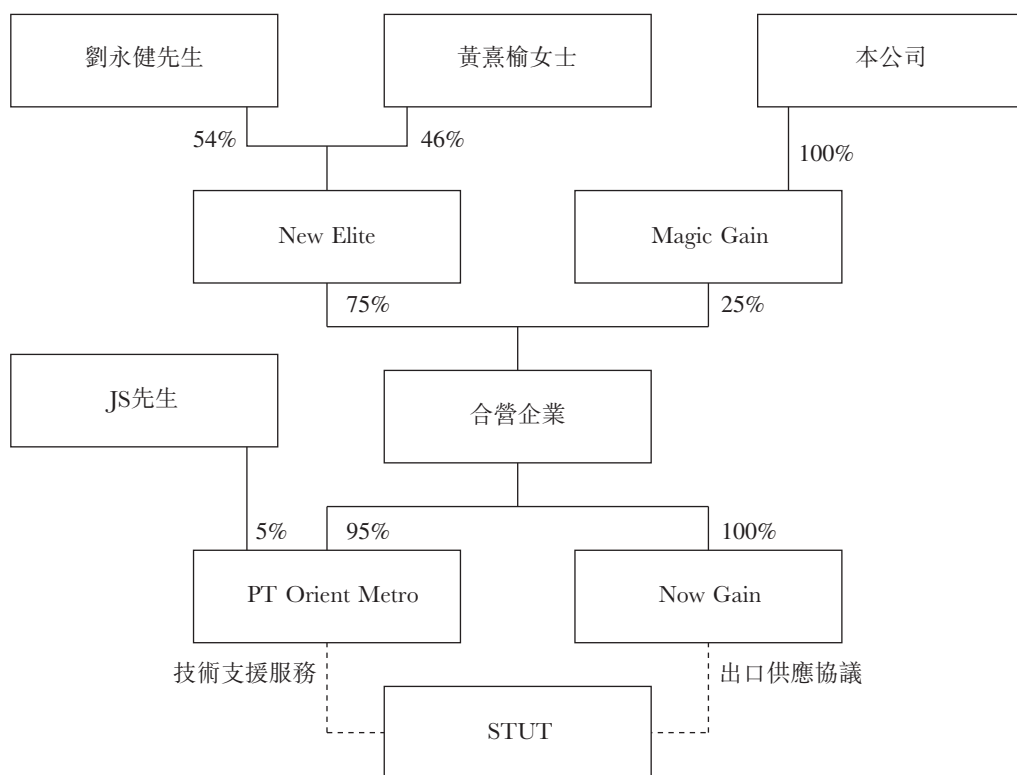 劉永健先生
黃熹榆女士
本公司
54%
46%
100%
New Elite
Magic Gain
75%
25%
JS先生
合營企業
5%
95%
100%
PT Orient Metro
Now Gain
技術支援服務
出口供應協議
STUT